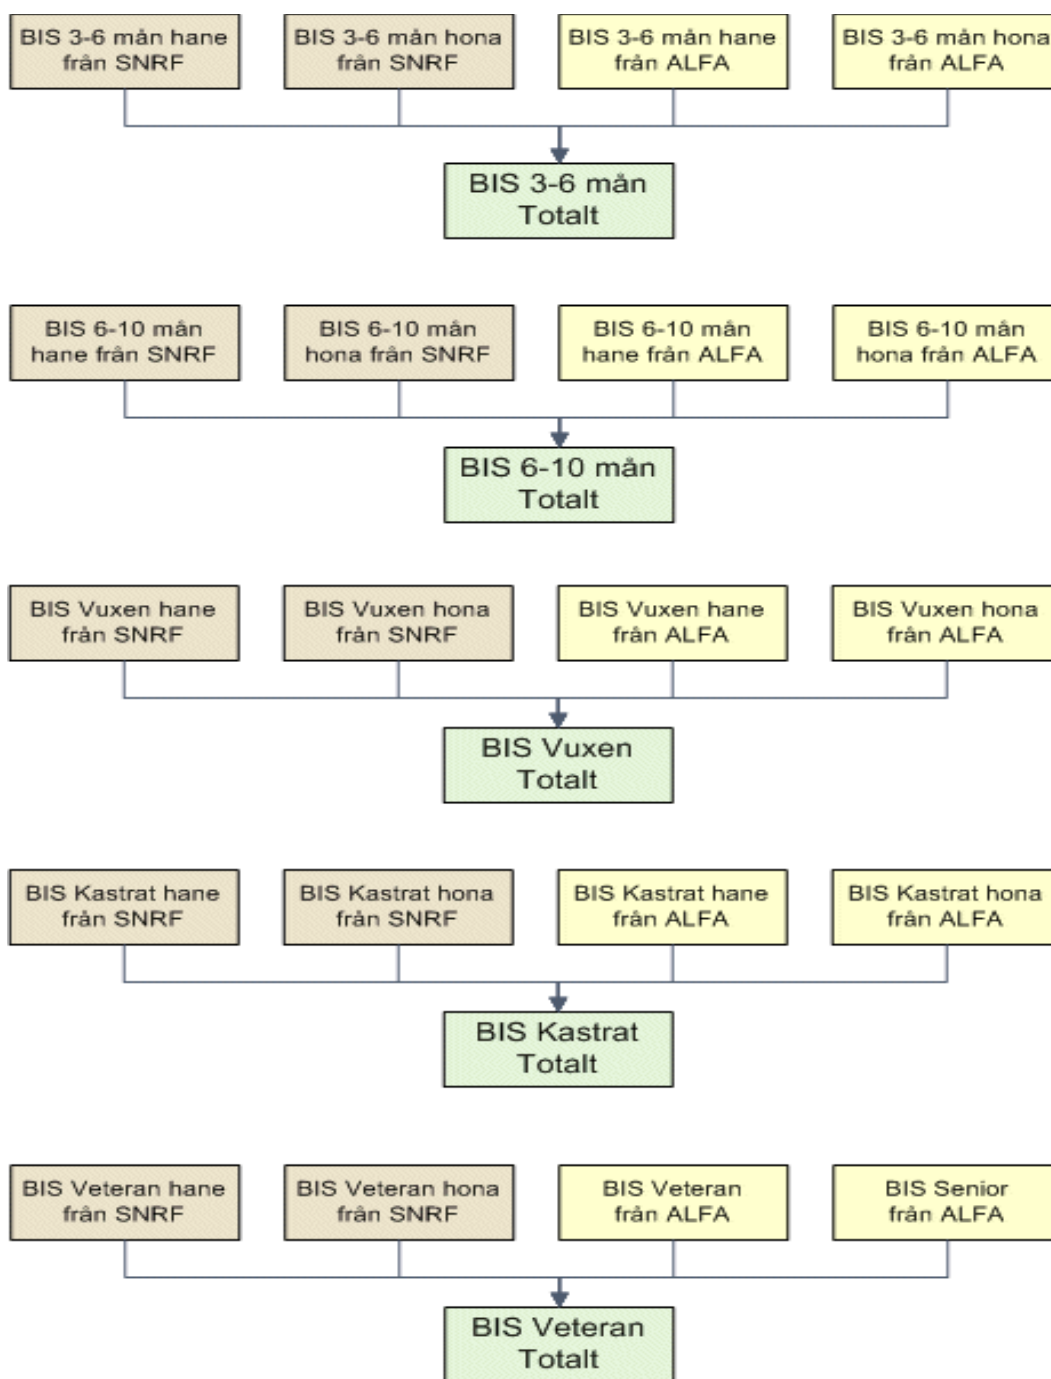 BIS 3-6 mån hane
från SNRF
BIS 3-6 mån hona
från SNRF
BIS 3-6 mån hane
från ALFA
BIS 3-6 mån hona
från ALFA
BIS 3-6 mån
Totalt
BIS 6-10 mån
hane från SNRF
BIS 6-10 mån
hona från SNRF
BIS 6-10 mån
hane från ALFA
BIS 6-10 mån
hona från ALFA
BIS 6-10 mån
Totalt
BIS Vuxen hane
från SNRF
BIS Vuxen hona
från SNRF
BIS Vuxen hane
från ALFA
BIS Vuxen hona
från ALFA
BIS Vuxen
Totalt
BIS Kastrat hane
från SNRF
BIS Kastrat hona
från SNRF
BIS Kastrat hane
från ALFA
BIS Kastrat hona
från ALFA
BIS Kastrat
Totalt
BIS Veteran hane
från SNRF
BIS Veteran hona
från SNRF
BIS Veteran
från ALFA
BIS Senior
från ALFA
BIS Veteran
Totalt